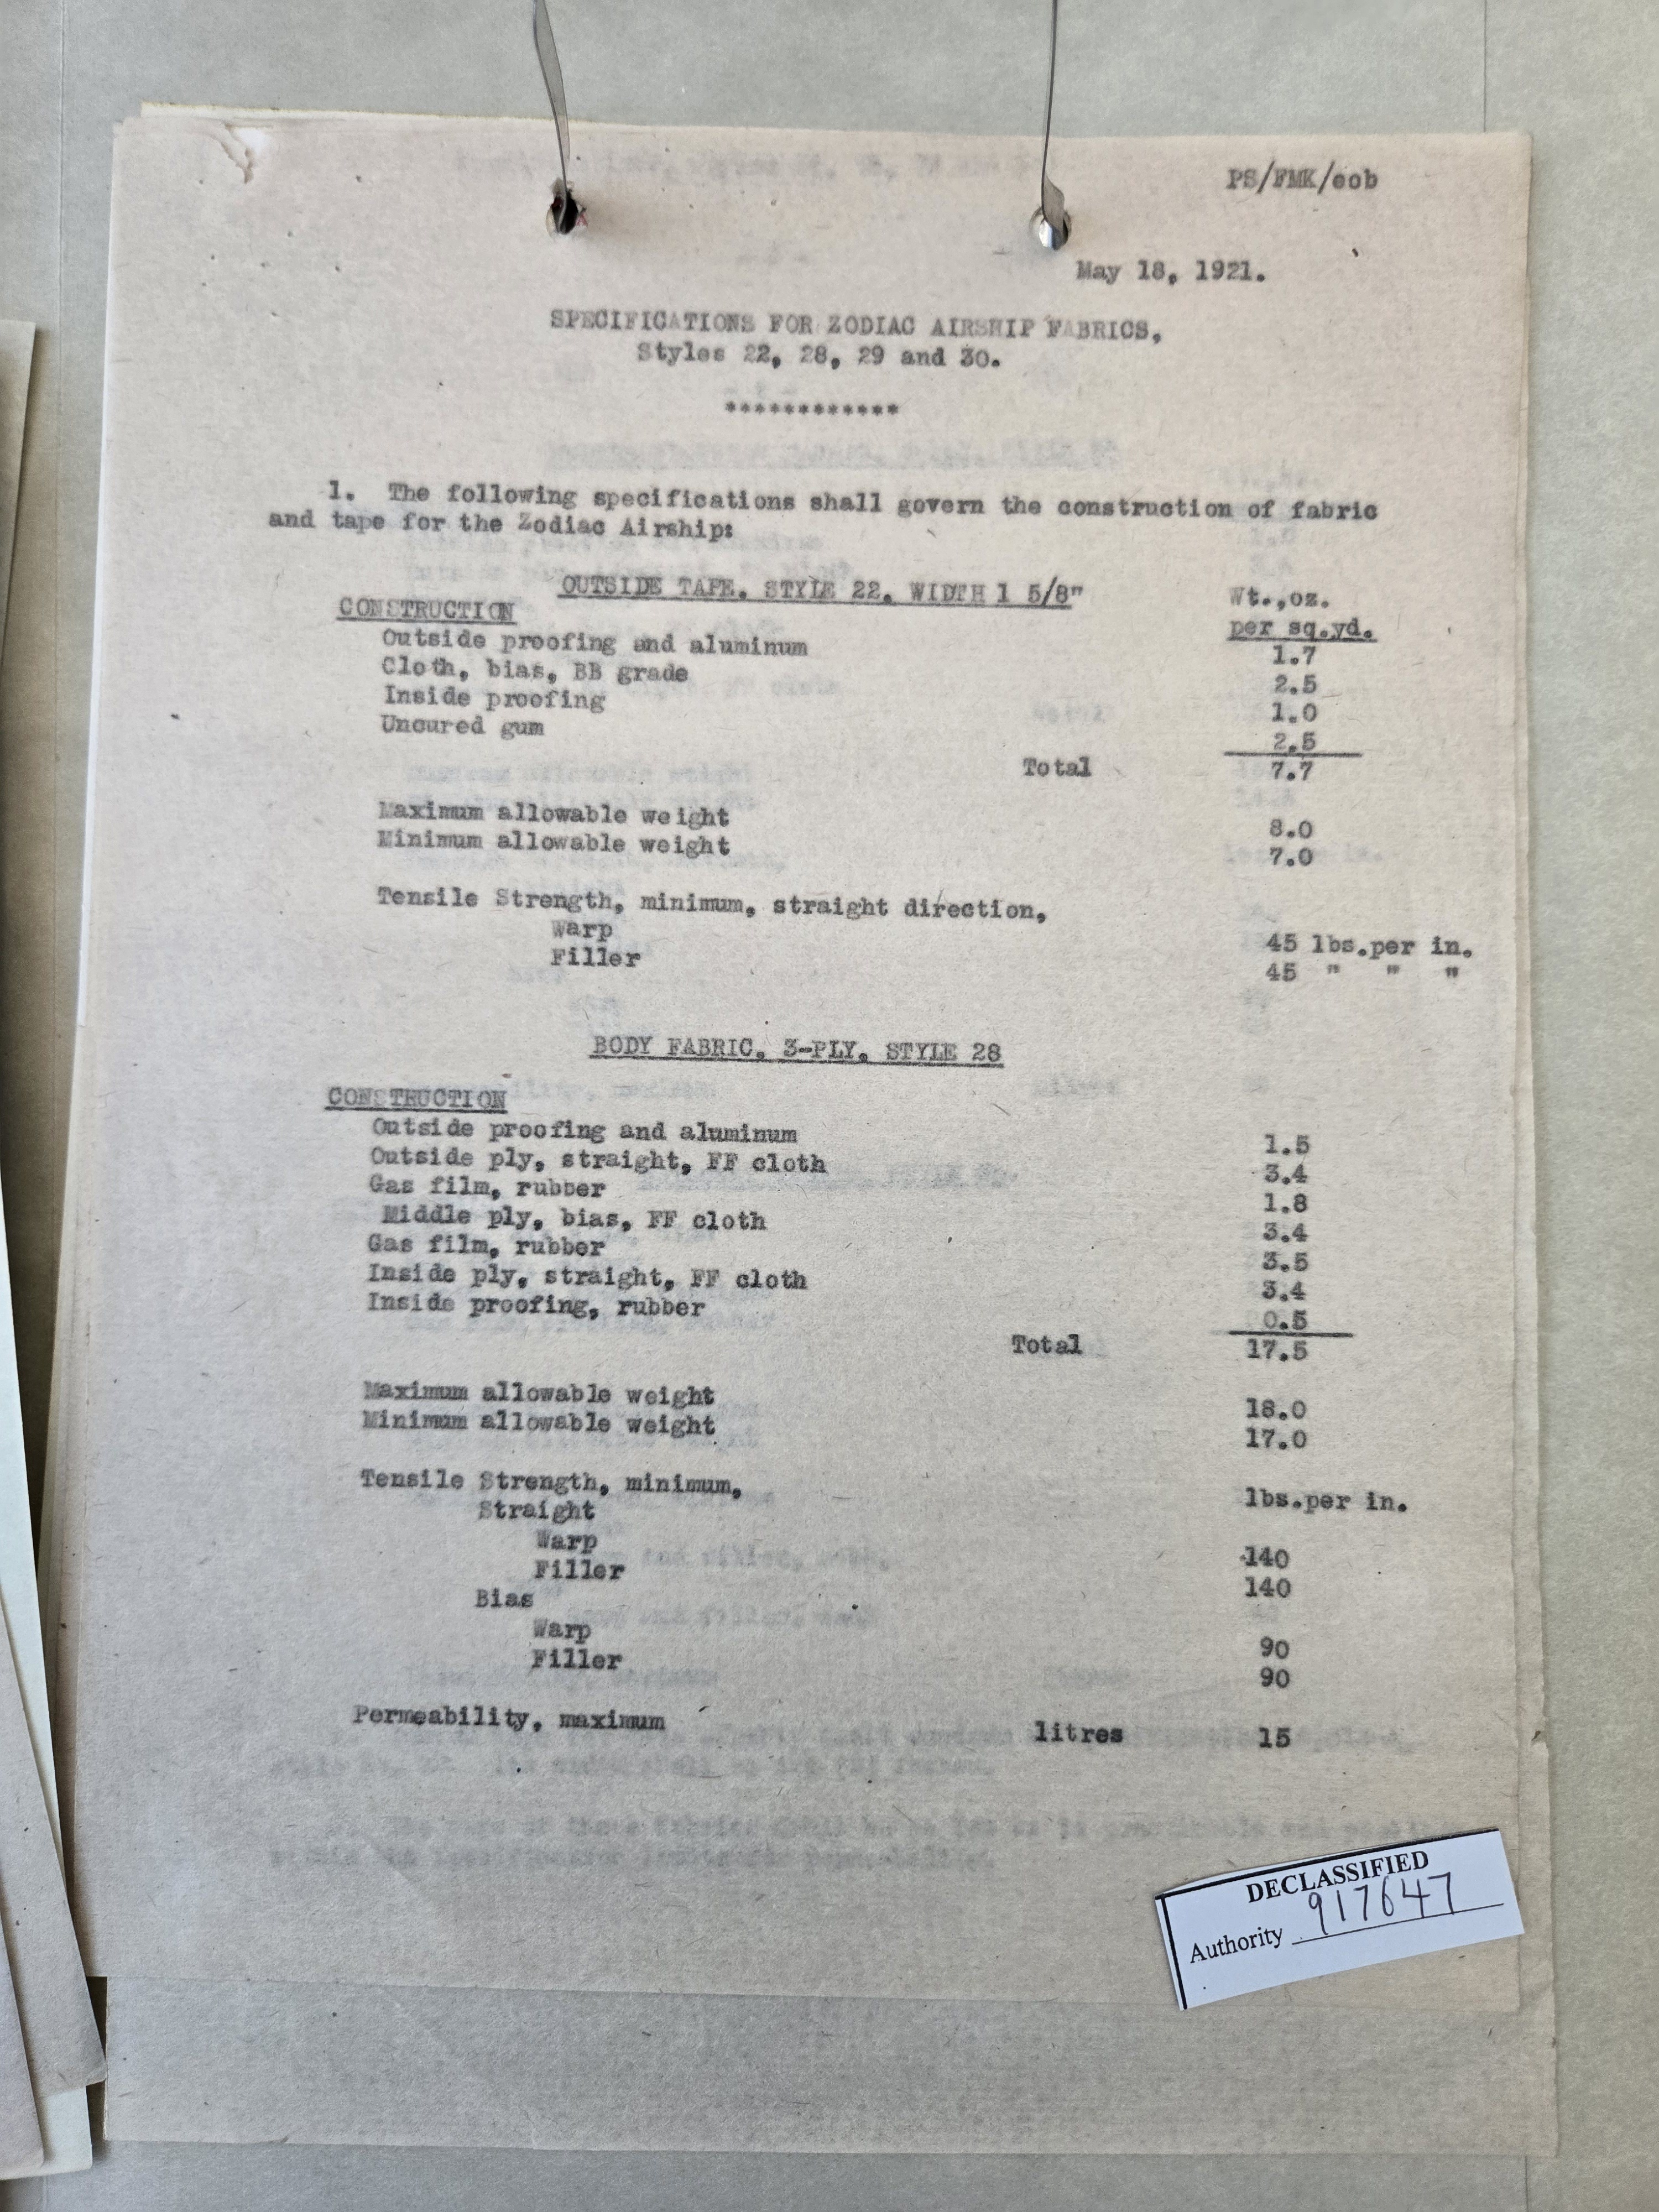 PS/FMK/eob
May 18, 1921.
SPECIFICATIONS FOR ZODIAC AIRSHIP FABRICS,
Styles 22, 28, 29 and 30.
************
1. The following specifications shall govern the construction of fabric
and tape for the Zodiac Airship:
OUTSIDE TAPE. STYLE 22. WIDTH 1 5/8"
CONSTRUCTION Wt.,oz.
per sq.yd.
Outside proofing and aluminum 1.7
Cloth, bias, BB grade 2.5
Inside proofing 1.0
Uncured gum 2.5
Total 7.7
Maximum allowable weight 8.0
Minimum allowable weight 7.0
Tensile Strength, minimum, straight direction,
Warp 45 lbs.per in.
Filler 45 " " "
BODY FABRIC. 3-PLY. STYLE 28
CONSTRUCTION
Outside proofing and aluminum 1.5
Outside ply, straight, FF cloth 3.4
Gas film, rubber 1.8
Middle ply, bias, FF cloth 3.4
Gas film, rubber 3.5
Inside ply, straight, FF cloth 3.4
Inside proofing, rubber 0.5
Total 17.5
Maximum allowable weight 18.0
Minimum allowable weight 17.0
Tensile Strength, minimum, lbs.per in.
Straight
Warp 140
Filler 140
Bias
Warp 90
Filler 90
Permeability, maximum litres 15
DECLASSIFIED
Authority 917647